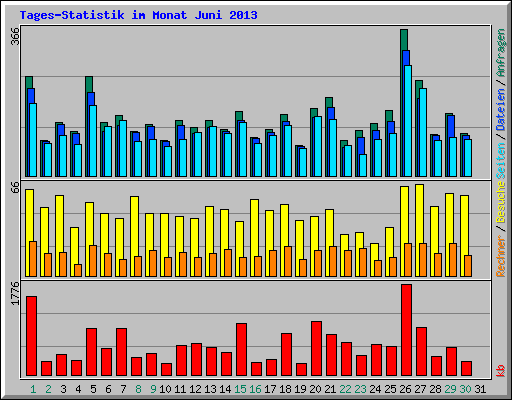 Tages-Statistik im Monat Juni 2013
366
66
1776
Rechner / Besuche Seiten / Dateien / Anfragen
kb
1 2 3 4 5 6 7 8 9 10 11 12 13 14 15 16 17 18 19 20 21 22 23 24 25 26 27 28 29 30 31